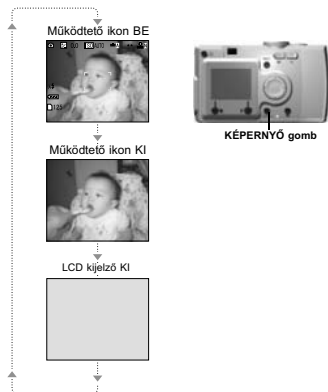 Működtető ikon BE
KÉPERNYŐ gomb
Működtető ikon KI
LCD kijelző KI